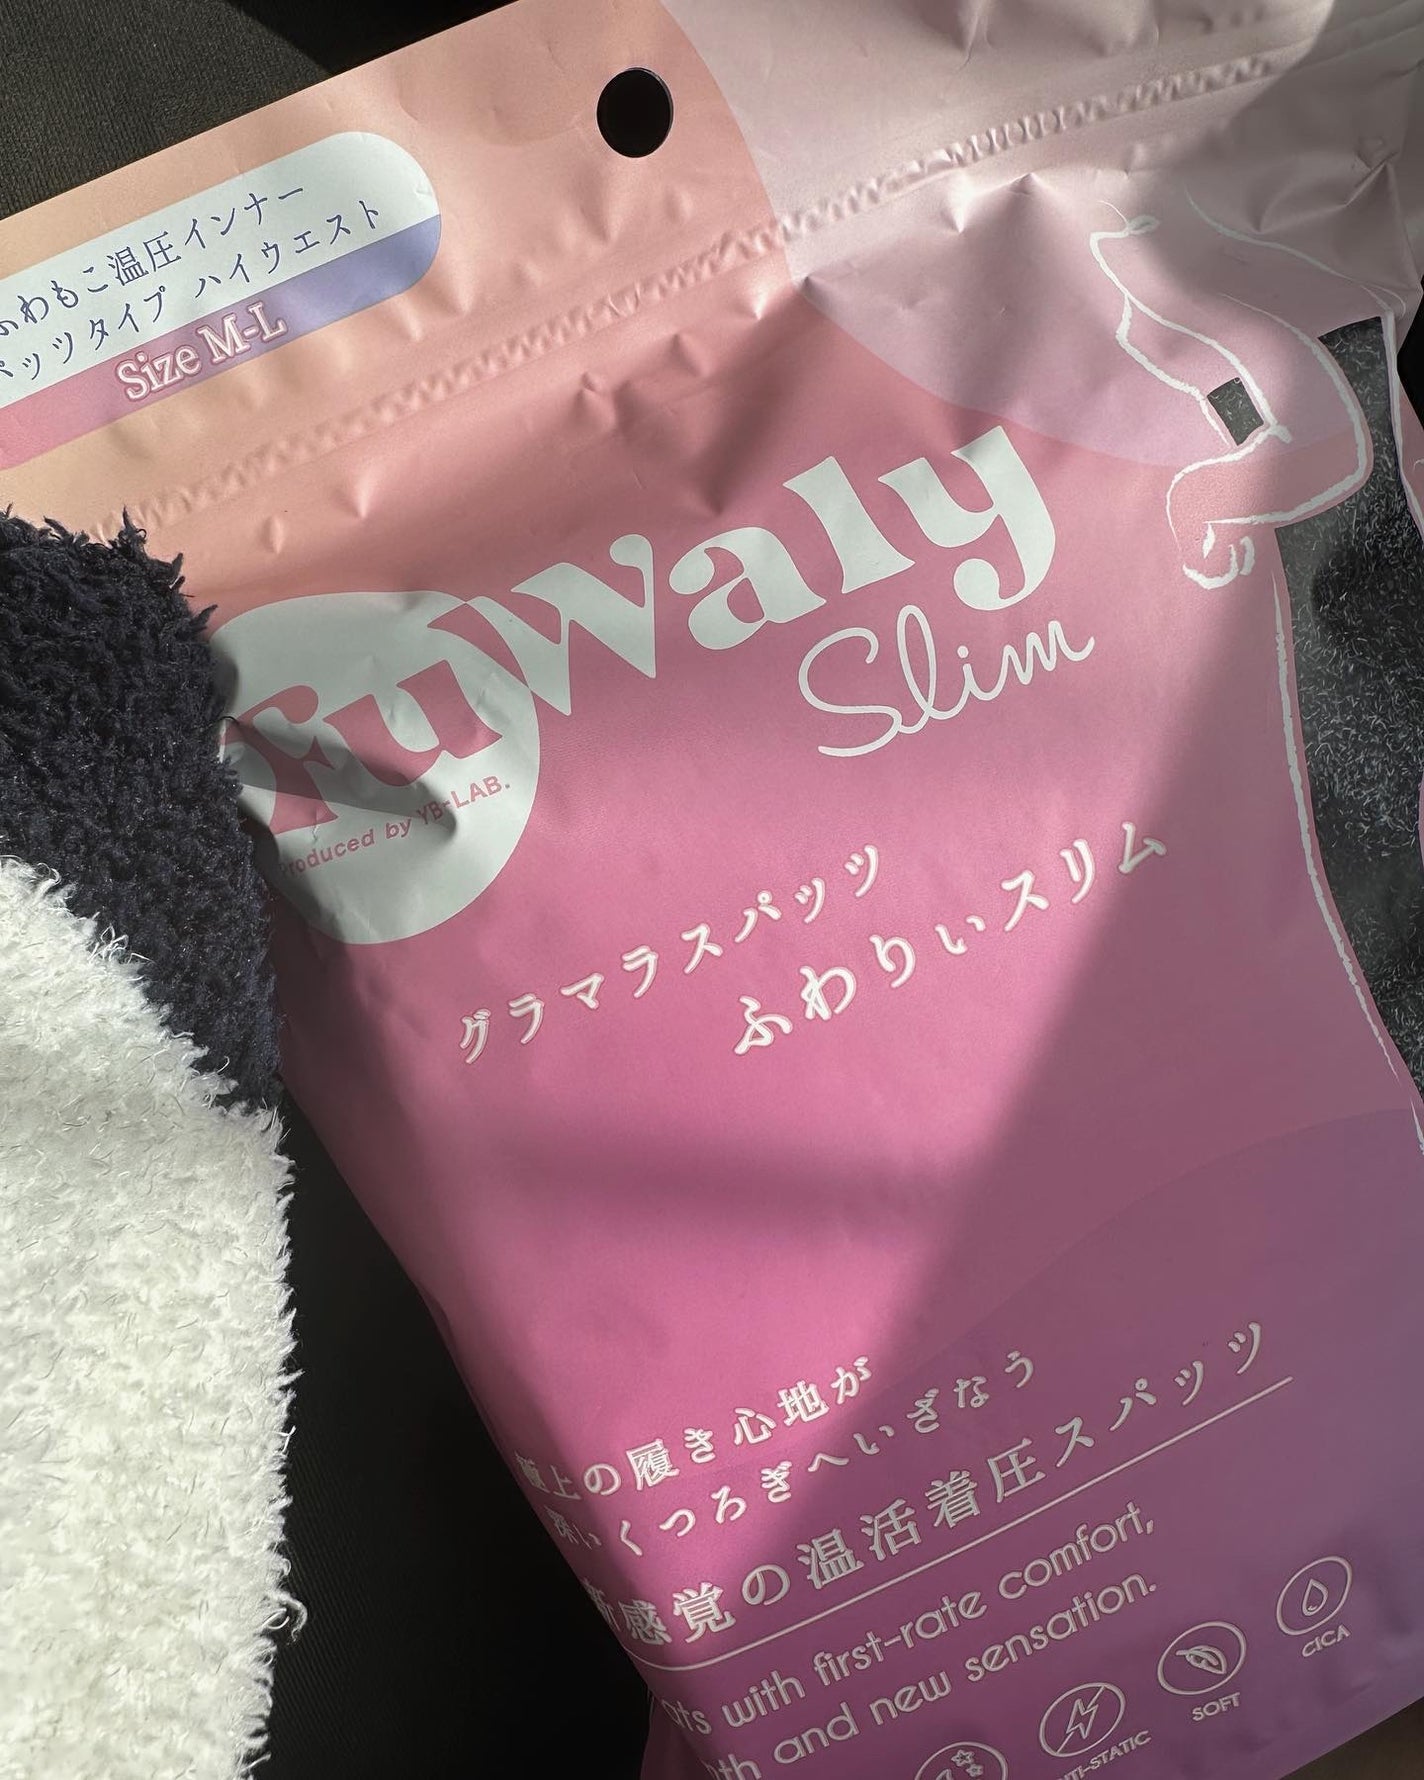 ふわもこ温圧インナー
パッツタイプ ハイウエスト
Size M-L
Fuwaly
Slim
Produced by YB-LAB.
グラマラスパッツ
ふわりぃスリム
極上の履き心地が
深いくつろぎへいざなう
新感覚の温活着圧スパッツ
with first-rate comfort,
and new sensation.
CICA
SOFT
ANTI-STATIC